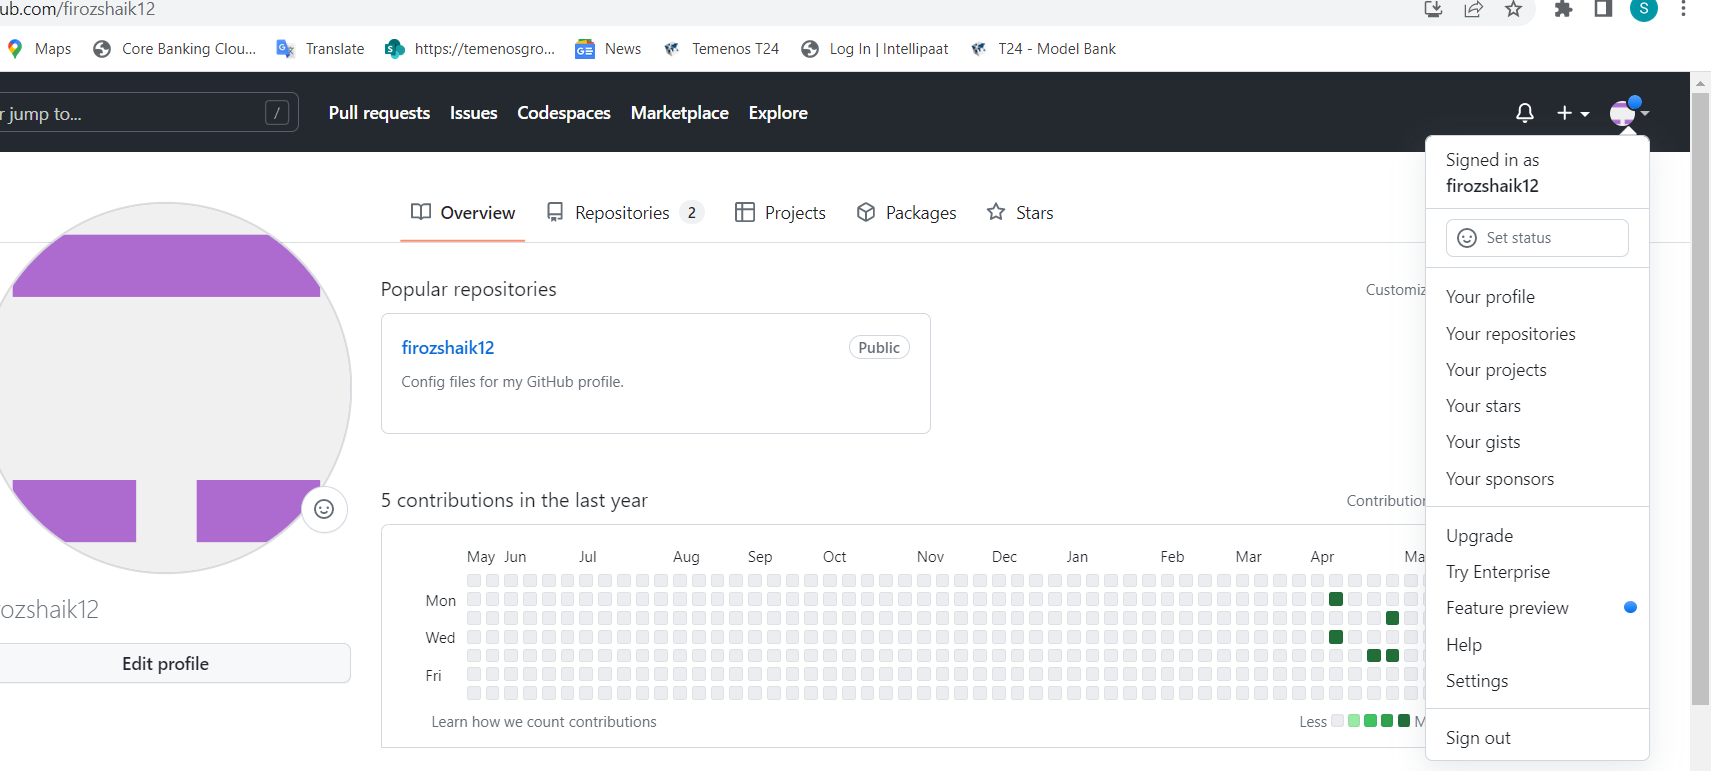 ub.com/firozshaik12
S
Maps
Core Banking Clou...
Translate
https://temenosgro...
News
Temenos T24
Log In | Intellipaat
T24 - Model Bank
r jump to...
/
Pull requests
Issues
Codespaces
Marketplace
Explore
Signed in as
firozshaik12
Set status
Your profile
Your repositories
Your projects
Your stars
Your gists
Your sponsors
Upgrade
Try Enterprise
Feature preview
Help
Settings
Sign out
Overview
Repositories 2
Projects
Packages
Stars
ozshaik12
Edit profile
Popular repositories
Customiz
firozshaik12
Public
Config files for my GitHub profile.
5 contributions in the last year
Contribution
May Jun Jul Aug Sep Oct Nov Dec Jan Feb Mar Apr Ma
Mon
Wed
Fri
Learn how we count contributions
Less
M